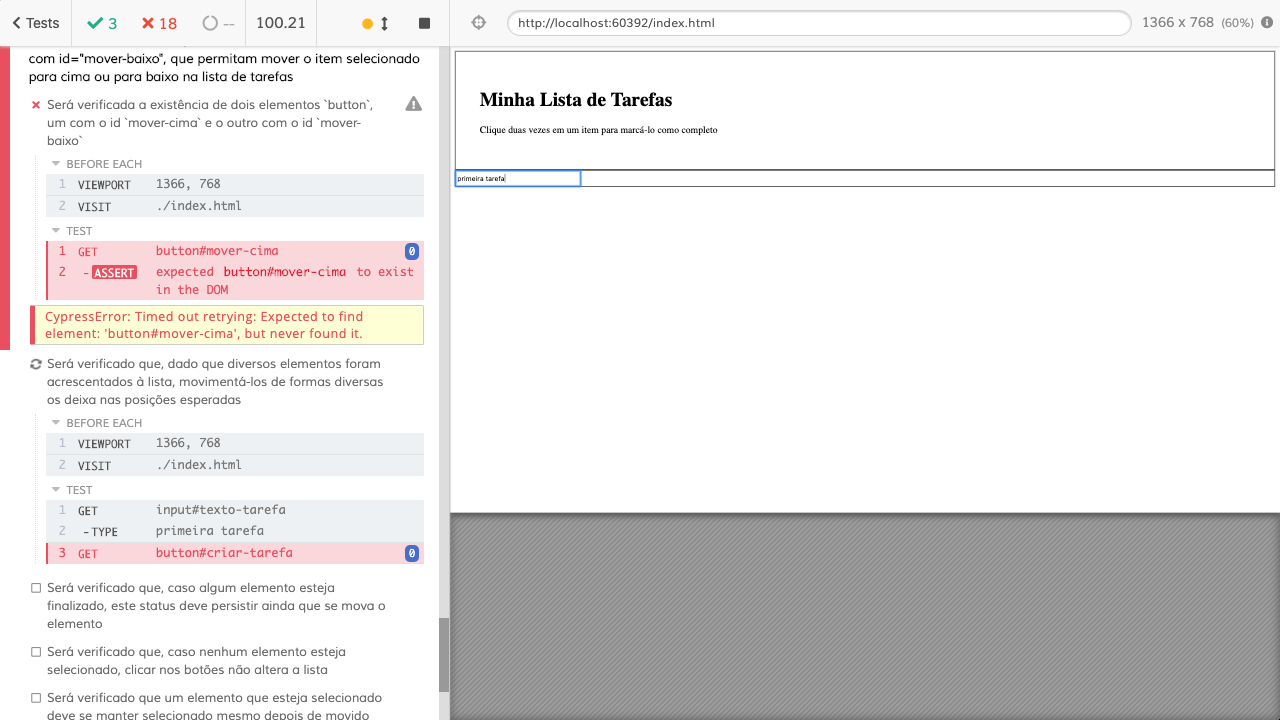 Tests
3
18
--
100.21
http://localhost:60392/index.html
1366 x 768 (60%)
com id="mover-baixo", que permitam mover o item selecionado
para cima ou para baixo na lista de tarefas
Será verificada a existência de dois elementos `button`,
um com o id `mover-cima` e o outro com o id `mover-
baixo`
BEFORE EACH
1 VIEWPORT 1366, 768
2 VISIT ./index.html
TEST
1 GET button#mover-cima 0
2 -ASSERT expected button#mover-cima to exist
in the DOM
CypressError: Timed out retrying: Expected to find
element: 'button#mover-cima', but never found it.
Será verificado que, dado que diversos elementos foram
acrescentados à lista, movimentá-los de formas diversas
os deixa nas posições esperadas
BEFORE EACH
1 VIEWPORT 1366, 768
2 VISIT ./index.html
TEST
1 GET input#texto-tarefa
2 -TYPE primeira tarefa
3 GET button#criar-tarefa 0
Será verificado que, caso algum elemento esteja
finalizado, este status deve persistir ainda que se mova o
elemento
Será verificado que, caso nenhum elemento esteja
selecionado, clicar nos botões não altera a lista
Será verificado que um elemento que esteja selecionado
deve se manter selecionado mesmo depois de movido
Minha Lista de Tarefas
Clique duas vezes em um item para marcá-lo como completo
primeira tarefa